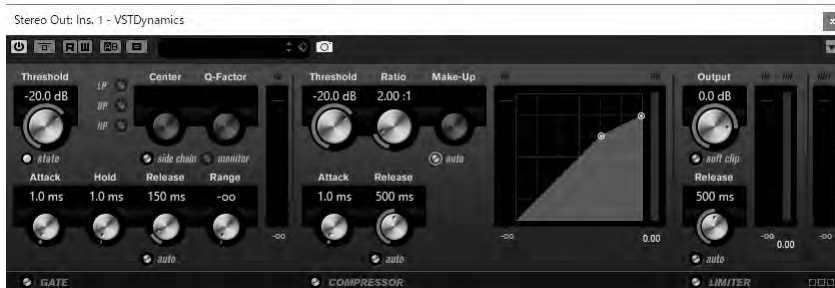 Stereo Out: Ins. 1 - VSTDynamics
x
R W AB
Threshold Center Q-Factor Threshold Ratio Make-Up Output
-20.0 dB LP -20.0 dB 2.00 :1 0.0 dB
BP
HP
state side chain monitor auto soft clip
Attack Hold Release Range Attack Release Release
1.0 ms 1.0 ms 150 ms -oo 1.0 ms 500 ms 500 ms
-oo -oo 0.00 -oo 0.00 -oo
auto auto auto
GATE COMPRESSOR LIMITER